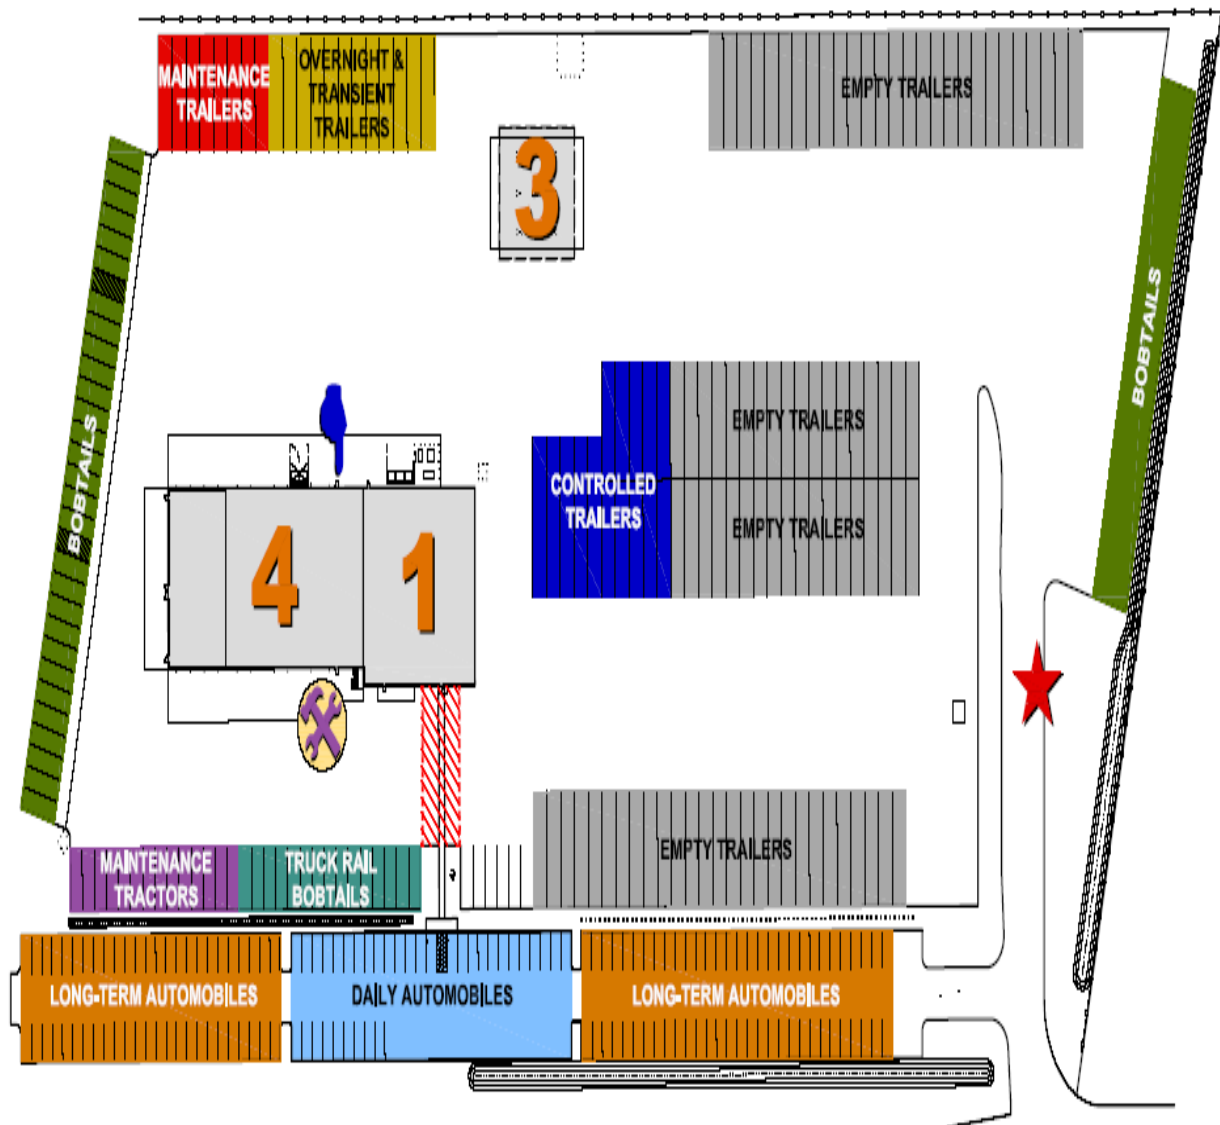 MAINTENANCE
TRAILERS
OVERNIGHT &
TRANSIENT
TRAILERS
EMPTY TRAILERS
3
BOBTAILS
BOBTAILS
EMPTY TRAILERS
CONTROLLED
TRAILERS
EMPTY TRAILERS
4
1
EMPTY TRAILERS
MAINTENANCE
TRACTORS
TRUCK RAIL
BOBTAILS
LONG-TERM AUTOMOBILES
DAILY AUTOMOBILES
LONG-TERM AUTOMOBILES